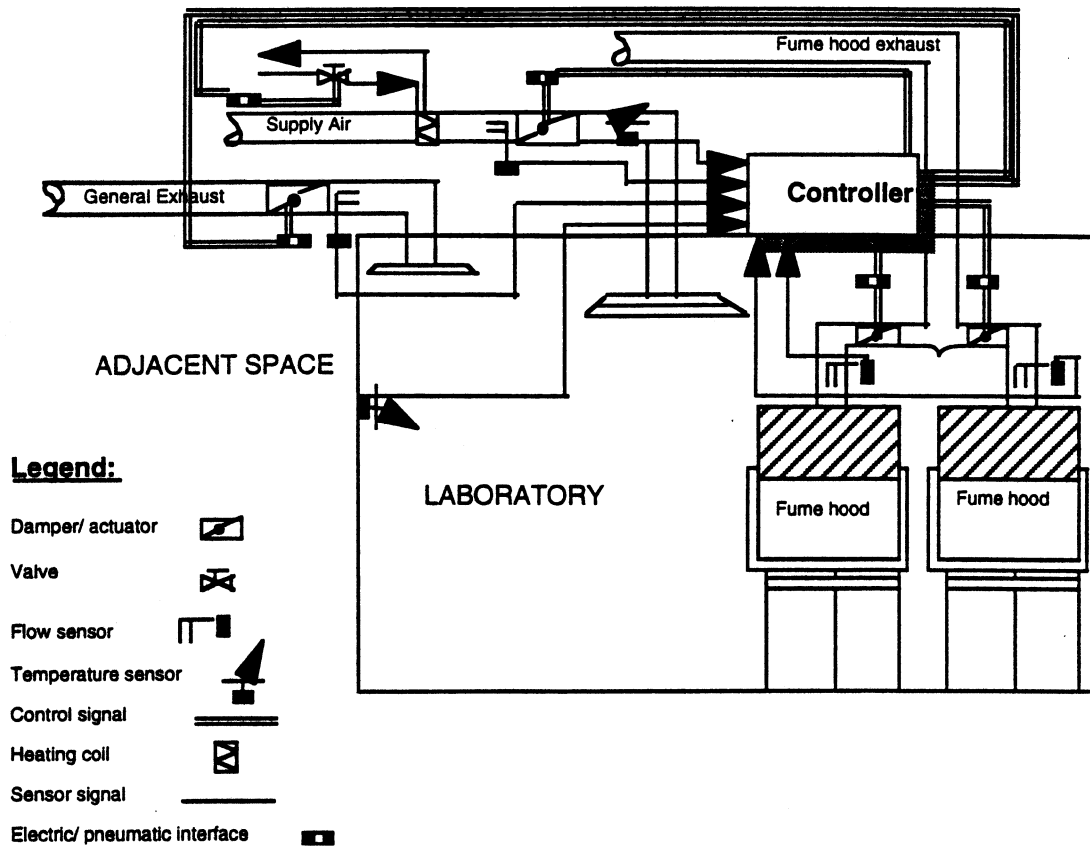 Fume hood exhaust
Supply Air
Controller
General Exhaust
ADJACENT SPACE
LABORATORY
Fume hood
Fume hood
Legend:
Damper/ actuator
Valve
Flow sensor
Temperature sensor
Control signal
Heating coil
Sensor signal
Electric/ pneumatic interface